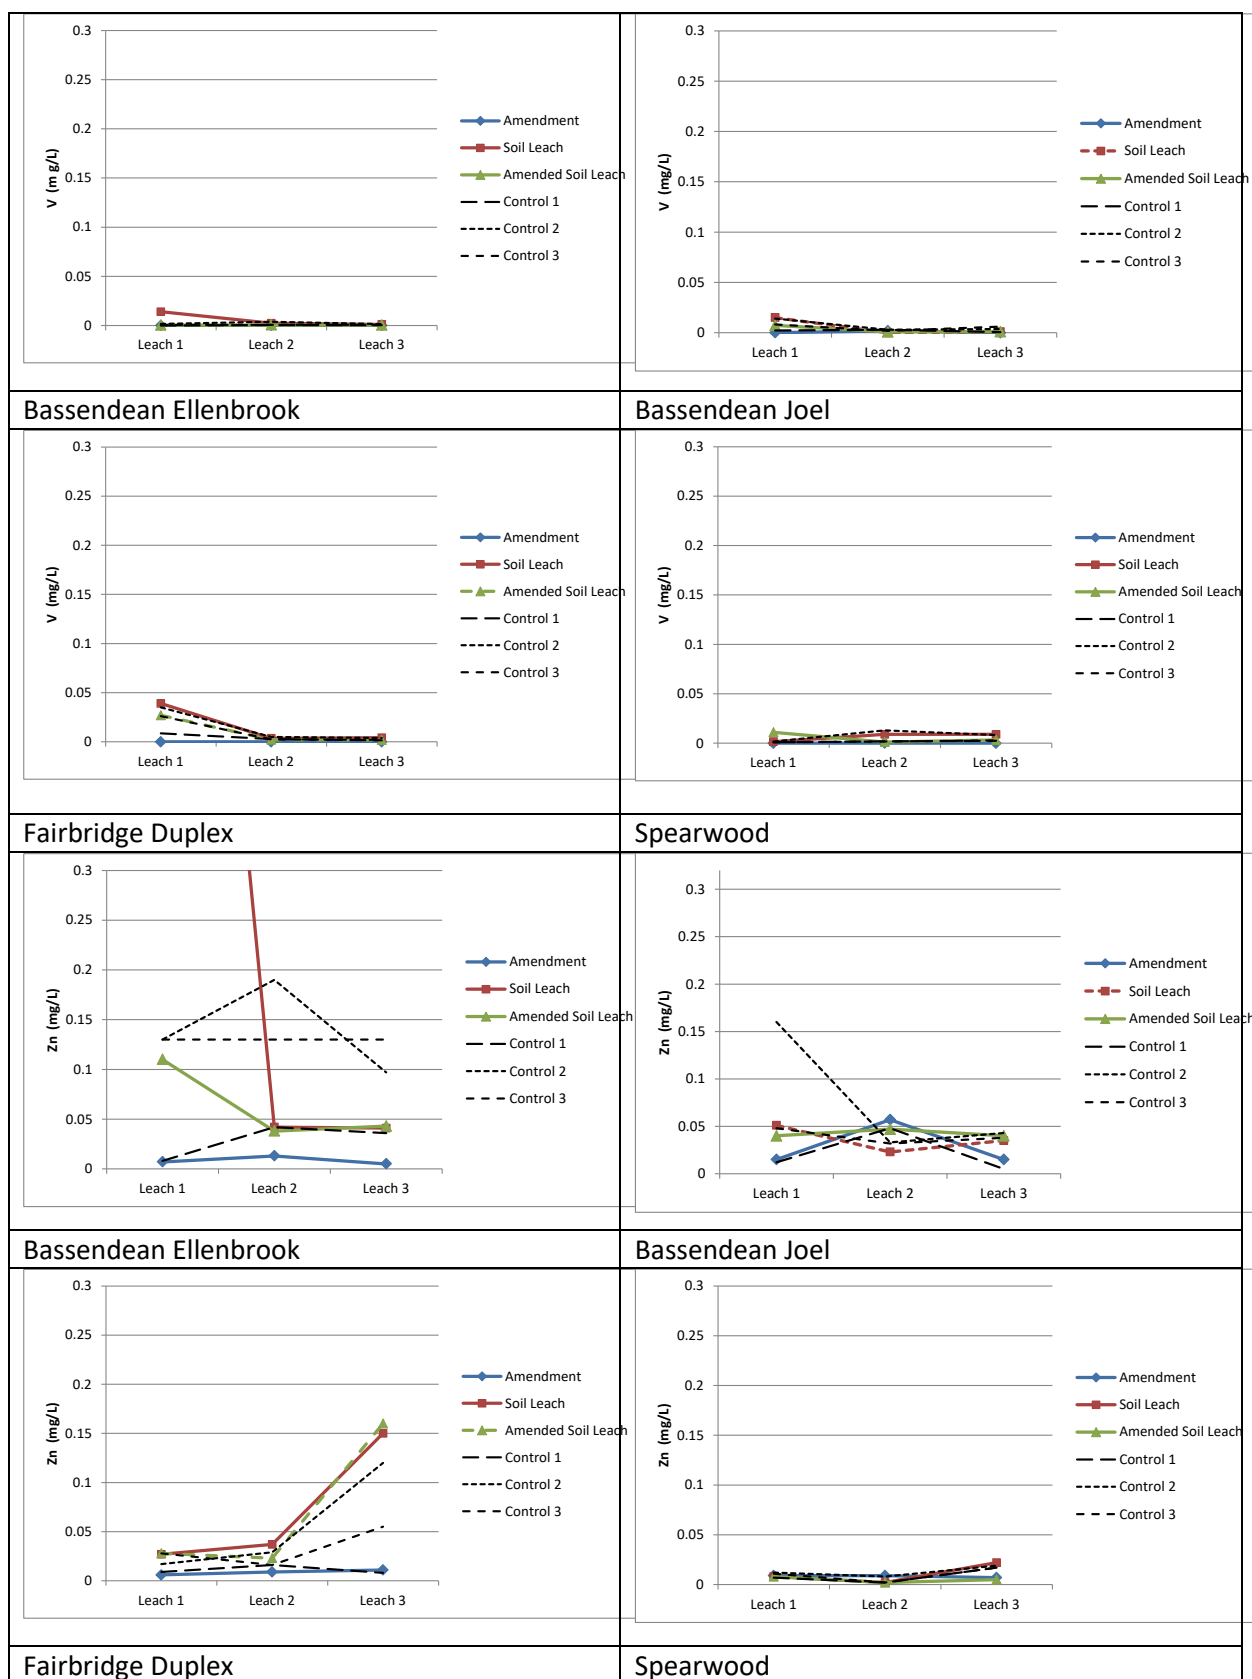 0.3
0.25
0.2
0.15
0.1
0.05
0
V (m g/L)
Leach 1 Leach 2 Leach 3
Amendment
Soil Leach
Amended Soil Leach
Control 1
Control 2
Control 3
0.3
0.25
0.2
0.15
0.1
0.05
0
V (mg/L)
Leach 1 Leach 2 Leach 3
Amendment
Soil Leach
Amended Soil Leach
Control 1
Control 2
Control 3
Bassendean Ellenbrook
Bassendean Joel
0.3
0.25
0.2
0.15
0.1
0.05
0
V (mg/L)
Leach 1 Leach 2 Leach 3
Amendment
Soil Leach
Amended Soil Leach
Control 1
Control 2
Control 3
0.3
0.25
0.2
0.15
0.1
0.05
0
V (mg/L)
Leach 1 Leach 2 Leach 3
Amendment
Soil Leach
Amended Soil Leach
Control 1
Control 2
Control 3
Fairbridge Duplex
Spearwood
0.3
0.25
0.2
0.15
0.1
0.05
0
Zn (mg/L)
Leach 1 Leach 2 Leach 3
Amendment
Soil Leach
Amended Soil Leach
Control 1
Control 2
Control 3
0.3
0.25
0.2
0.15
0.1
0.05
0
Zn (mg/L)
Leach 1 Leach 2 Leach 3
Amendment
Soil Leach
Amended Soil Leach
Control 1
Control 2
Control 3
Bassendean Ellenbrook
Bassendean Joel
0.3
0.25
0.2
0.15
0.1
0.05
0
Zn (mg/L)
Leach 1 Leach 2 Leach 3
Amendment
Soil Leach
Amended Soil Leach
Control 1
Control 2
Control 3
0.3
0.25
0.2
0.15
0.1
0.05
0
Zn (mg/L)
Leach 1 Leach 2 Leach 3
Amendment
Soil Leach
Amended Soil Leach
Control 1
Control 2
Control 3
Fairbridge Duplex
Spearwood